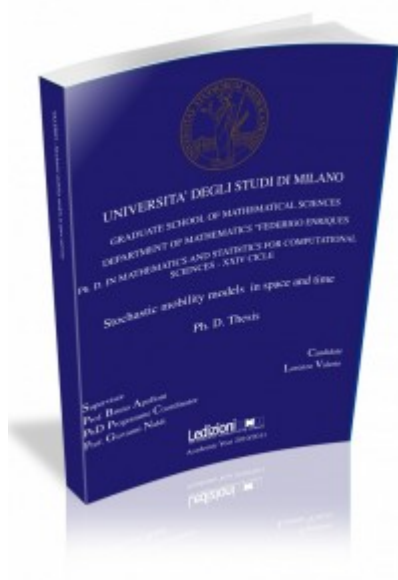 UNIVERSITA' DEGLI STUDI DI MILANO
GRADUATE SCHOOL OF MATHEMATICAL SCIENCES
DEPARTMENT OF MATHEMATICS "FEDERIGO ENRIQUES
Ph. D. IN MATHEMATICS AND STATISTICS FOR COMPUTATIONAL
SCIENCES - XXIV CICLE
Stochastic mobility models in space and time
Ph. D. Thesis
Candidate
Lorenzo Valerio
Supervisor
Prof. Bruno Apolloni
PhD Programme Coordinator
Prof. Giovanni Naldi
Ledizioni
Academic Year